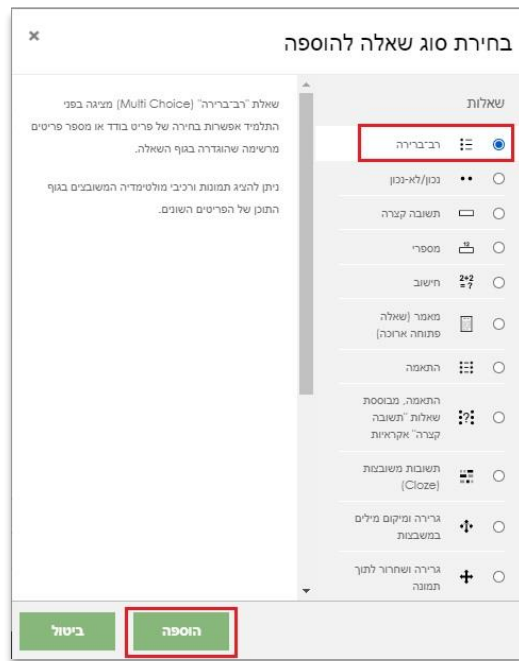 בחירת סוג שאלה להוספה
×
שאלות
רב־ברירה
נכון/לא-נכון
תשובה קצרה
12
מספרי
2+2
= ?
חישוב
מאמר (שאלה
פתוחה ארוכה)
התאמה
?
התאמה, מבוססת
שאלות "תשובה
קצרה" אקראיות
תשובות משובצות
(Cloze)
גרירה ומיקום מילים
במשבצות
גרירה ושחרור לתוך
תמונה
שאלת "רב־ברירה" (Multi Choice) מציגה בפני
התלמיד אפשרות בחירה של פריט בודד או מספר פריטים
מרשימה שהוגדרה בגוף השאלה.
ניתן להציג תמונות ורכיבי מולטימדיה המשובצים בגוף
התוכן של הפריטים השונים.
הוספה
ביטול